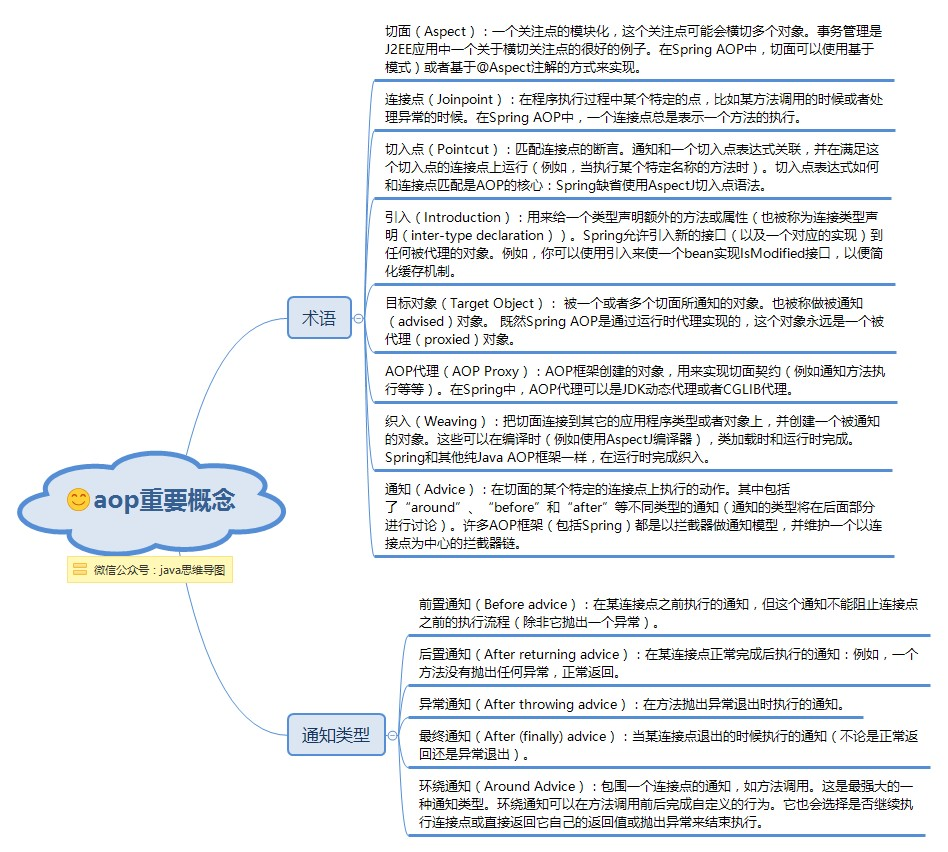 切面（Aspect）：一个关注点的模块化，这个关注点可能会横切多个对象。事务管理是
J2EE应用中一个关于横切关注点的很好的例子。在Spring AOP中，切面可以使用基于
模式）或者基于@Aspect注解的方式来实现。
连接点（Joinpoint）：在程序执行过程中某个特定的点，比如某方法调用的时候或者处
理异常的时候。在Spring AOP中，一个连接点总是表示一个方法的执行。
切入点（Pointcut）：匹配连接点的断言。通知和一个切入点表达式关联，并在满足这
个切入点的连接点上运行（例如，当执行某个特定名称的方法时）。切入点表达式如何
和连接点匹配是AOP的核心：Spring缺省使用AspectJ切入点语法。
引入（Introduction）：用来给一个类型声明额外的方法或属性（也被称为连接类型声
明（inter-type declaration））。Spring允许引入新的接口（以及一个对应的实现）到
任何被代理的对象。例如，你可以使用引入来使一个bean实现IsModified接口，以便简
化缓存机制。
目标对象（Target Object）： 被一个或者多个切面所通知的对象。也被称做被通知
（advised）对象。 既然Spring AOP是通过运行时代理实现的，这个对象永远是一个被
代理（proxied）对象。
AOP代理（AOP Proxy）：AOP框架创建的对象，用来实现切面契约（例如通知方法执
行等等）。在Spring中，AOP代理可以是JDK动态代理或者CGLIB代理。
织入（Weaving）：把切面连接到其它的应用程序类型或者对象上，并创建一个被通知
的对象。这些可以在编译时（例如使用AspectJ编译器），类加载时和运行时完成。
Spring和其他纯Java AOP框架一样，在运行时完成织入。
通知（Advice）：在切面的某个特定的连接点上执行的动作。其中包括
了“around”、“before”和“after”等不同类型的通知（通知的类型将在后面部分
进行讨论）。许多AOP框架（包括Spring）都是以拦截器做通知模型，并维护一个以连
接点为中心的拦截器链。
术语
aop重要概念
微信公众号：java思维导图
通知类型
前置通知（Before advice）：在某连接点之前执行的通知，但这个通知不能阻止连接点
之前的执行流程（除非它抛出一个异常）。
后置通知（After returning advice）：在某连接点正常完成后执行的通知：例如，一个
方法没有抛出任何异常，正常返回。
异常通知（After throwing advice）：在方法抛出异常退出时执行的通知。
最终通知（After (finally) advice）：当某连接点退出的时候执行的通知（不论是正常返
回还是异常退出）。
环绕通知（Around Advice）：包围一个连接点的通知，如方法调用。这是最强大的一
种通知类型。环绕通知可以在方法调用前后完成自定义的行为。它也会选择是否继续执
行连接点或直接返回它自己的返回值或抛出异常来结束执行。